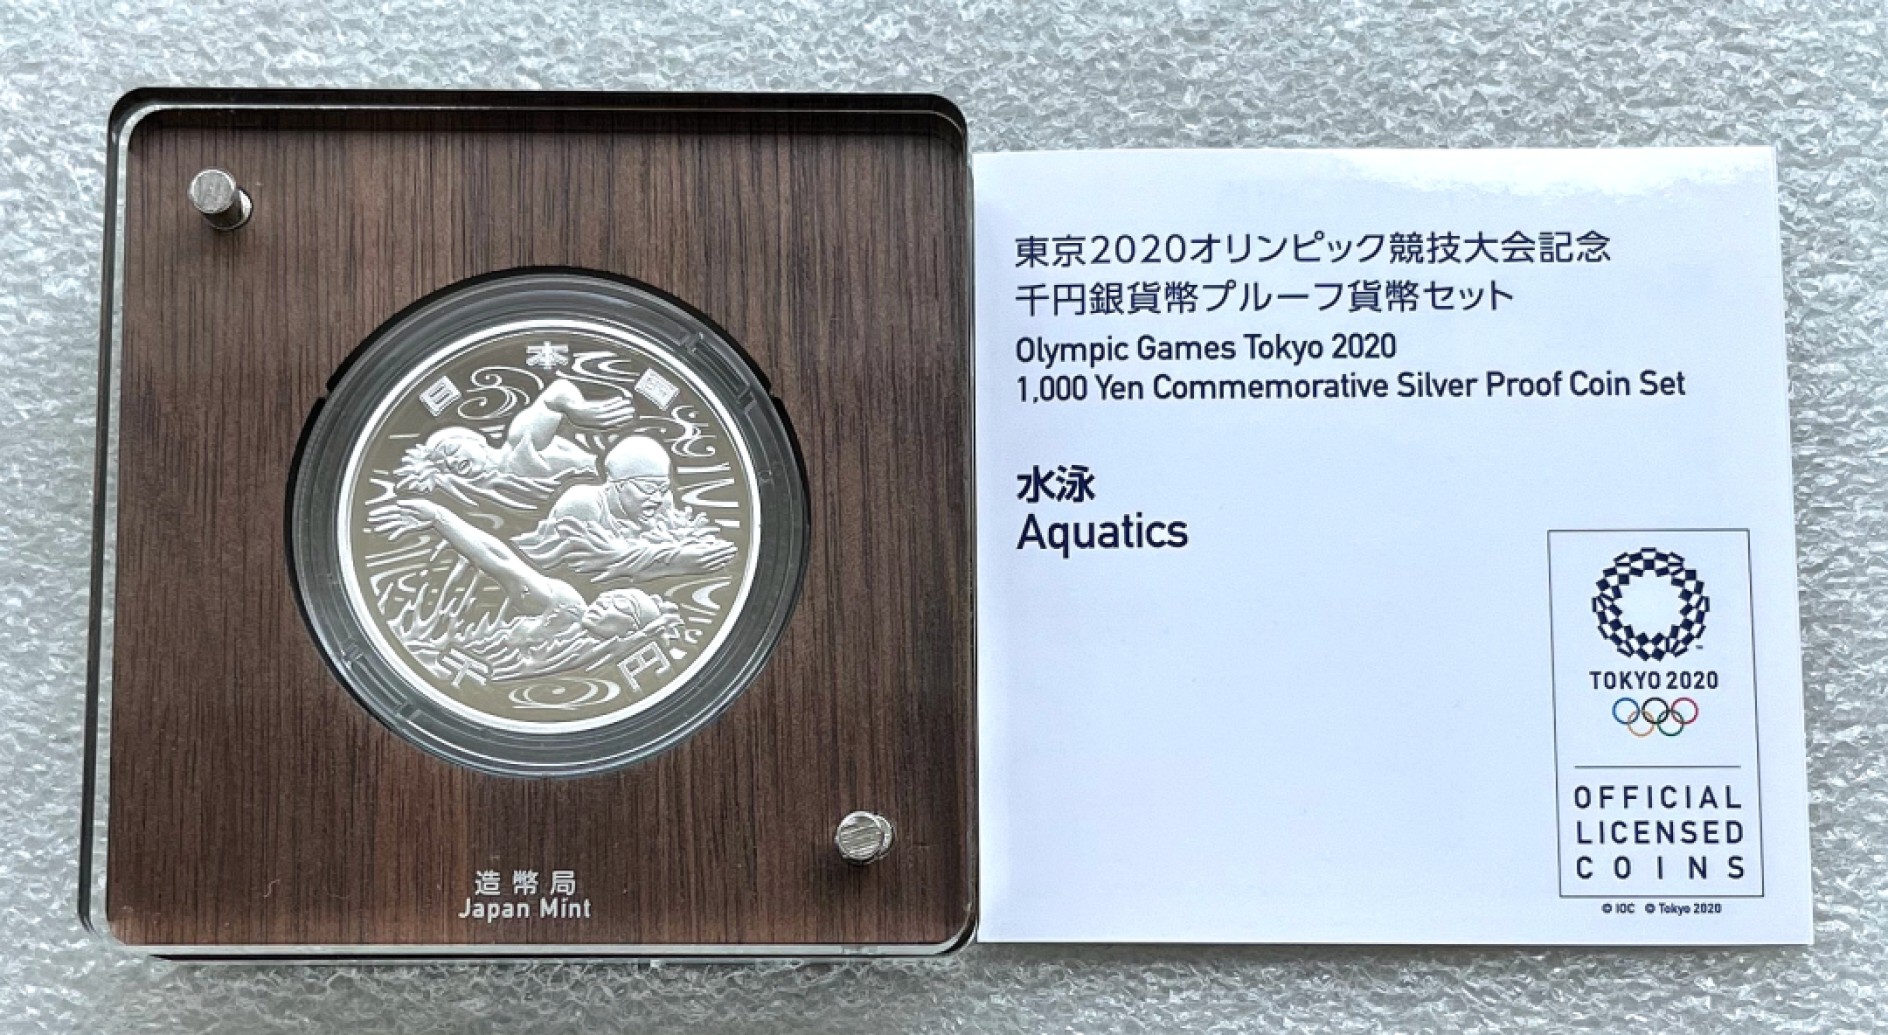 日本国
千円
造幣局
Japan Mint
東京2020オリンピック競技大会記念
千円銀貨幣プルーフ貨幣セット
Olympic Games Tokyo 2020
1,000 Yen Commemorative Silver Proof Coin Set
水泳
Aquatics
TM
TOKYO 2020
OFFICIAL
LICENSED
COINS
© IOC © Tokyo 2020